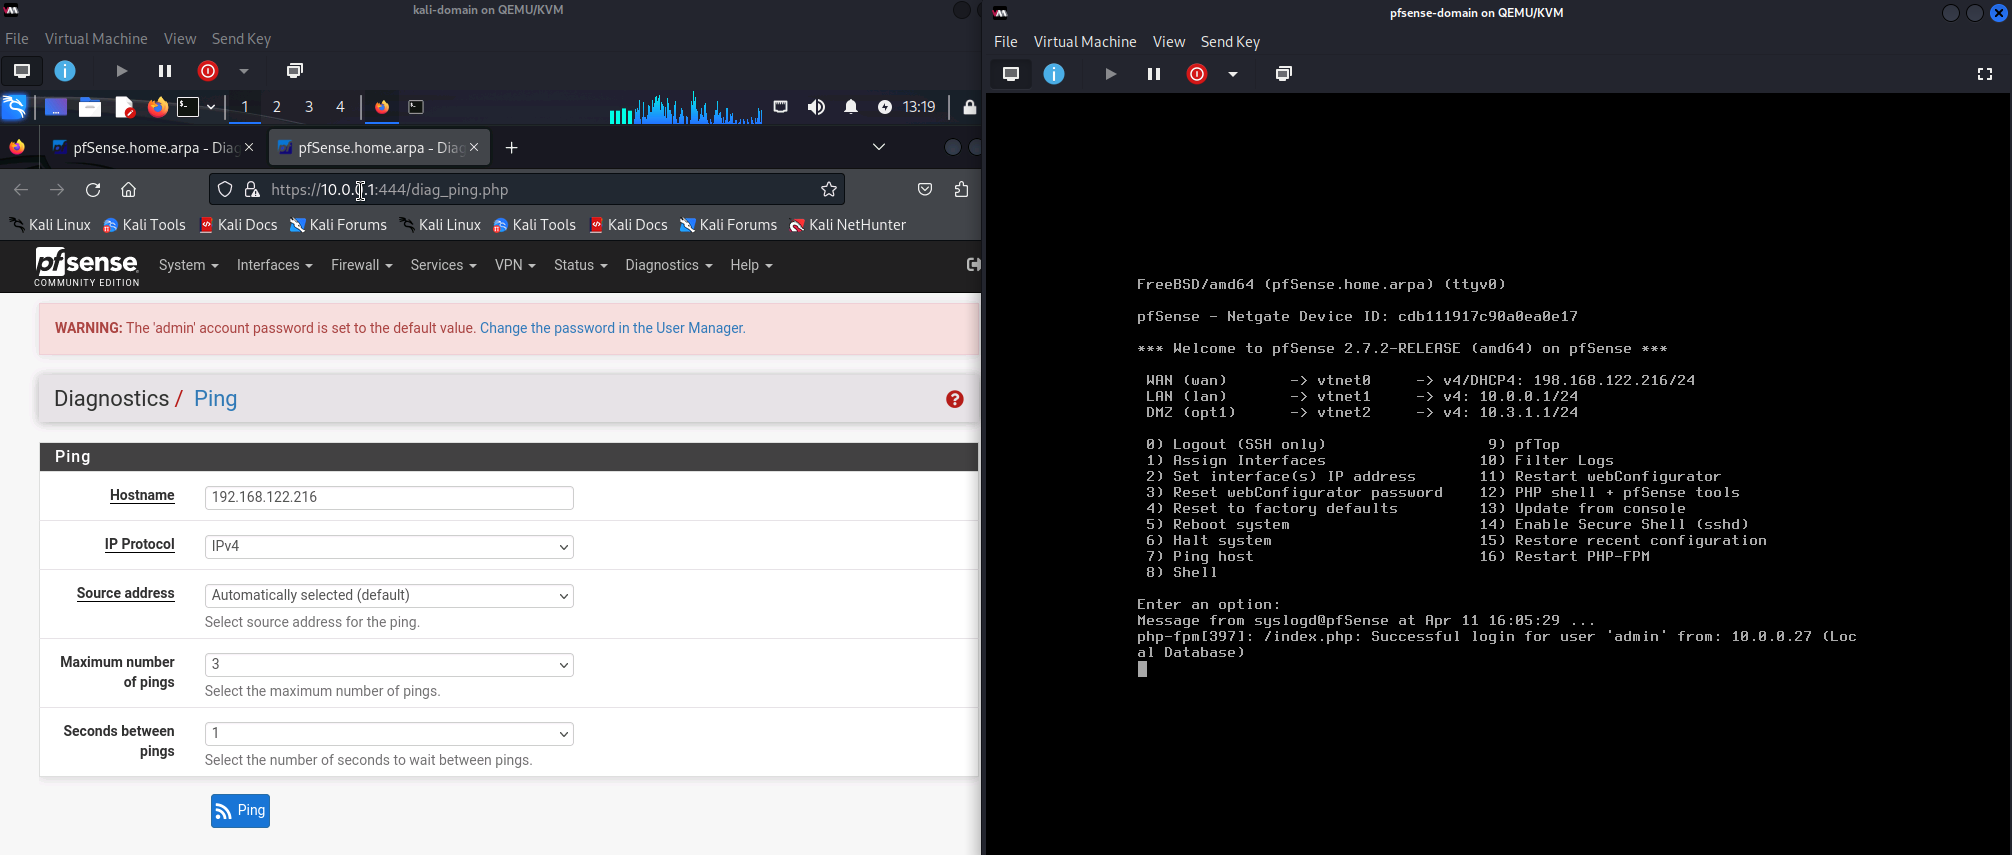 kali-domain on QEMU/KVM
File Virtual Machine View Send Key
1 2 3 4 13:19
pfSense.home.arpa - Diag
pfSense.home.arpa - Diag
https://10.0.0.1:444/diag_ping.php
Kali Linux Kali Tools Kali Docs Kali Forums Kali Linux Kali Tools Kali Docs Kali Forums Kali NetHunter
pfsense
COMMUNITY EDITION
System Interfaces Firewall Services VPN Status Diagnostics Help
WARNING: The 'admin' account password is set to the default value. Change the password in the User Manager.
Diagnostics / Ping
Ping
Hostname 192.168.122.216
IP Protocol IPv4
Source address Automatically selected (default)
Select source address for the ping.
Maximum number of pings 3
Select the maximum number of pings.
Seconds between pings 1
Select the number of seconds to wait between pings.
Ping
pfsense-domain on QEMU/KVM
File Virtual Machine View Send Key
FreeBSD/amd64 (pfSense.home.arpa) (ttyv0)
pfSense - Netgate Device ID: cdb111917c90a0ea0e17
*** Welcome to pfSense 2.7.2-RELEASE (amd64) on pfSense ***
WAN (wan) -> vtnet0 -> v4/DHCP4: 198.168.122.216/24
LAN (lan) -> vtnet1 -> v4: 10.0.0.1/24
DMZ (opt1) -> vtnet2 -> v4: 10.3.1.1/24
0) Logout (SSH only) 9) pfTop
1) Assign Interfaces 10) Filter Logs
2) Set interface(s) IP address 11) Restart webConfigurator
3) Reset webConfigurator password 12) PHP shell + pfSense tools
4) Reset to factory defaults 13) Update from console
5) Reboot system 14) Enable Secure Shell (sshd)
6) Halt system 15) Restore recent configuration
7) Ping host 16) Restart PHP-FPM
8) Shell
Enter an option:
Message from syslogd@pfSense at Apr 11 16:05:29 ...
php-fpm[397]: /index.php: Successful login for user 'admin' from: 10.0.0.27 (Loc
al Database)